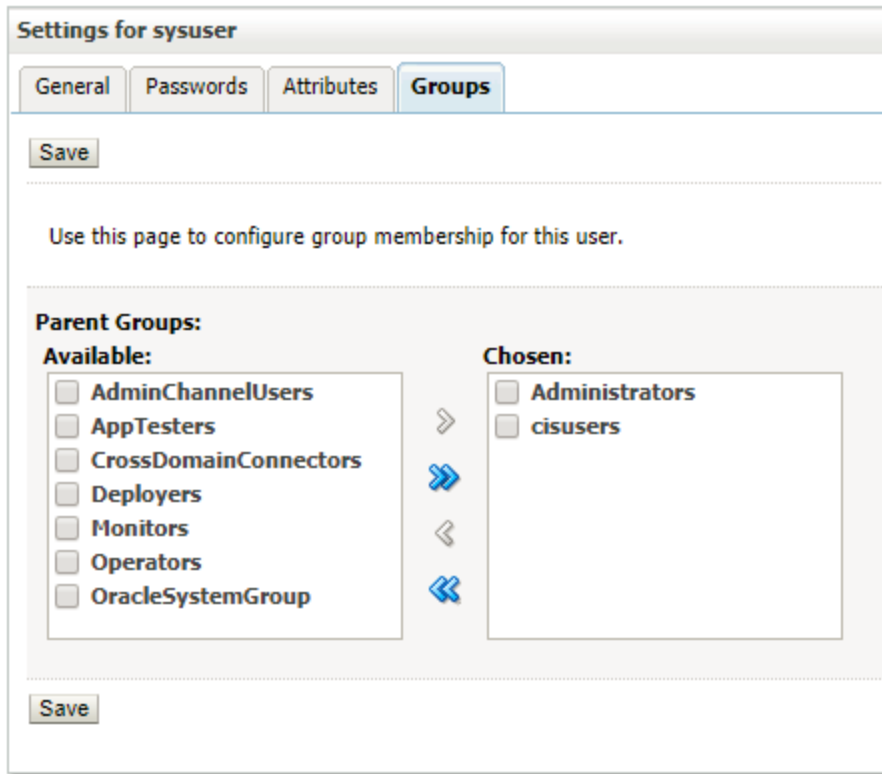 Settings for sysuser
General Passwords Attributes Groups
Save
Use this page to configure group membership for this user.
Parent Groups:
Available: Chosen:
AdminChannelUsers Administrators
AppTesters cisusers
CrossDomainConnectors
Deployers
Monitors
Operators
OracleSystemGroup
Save